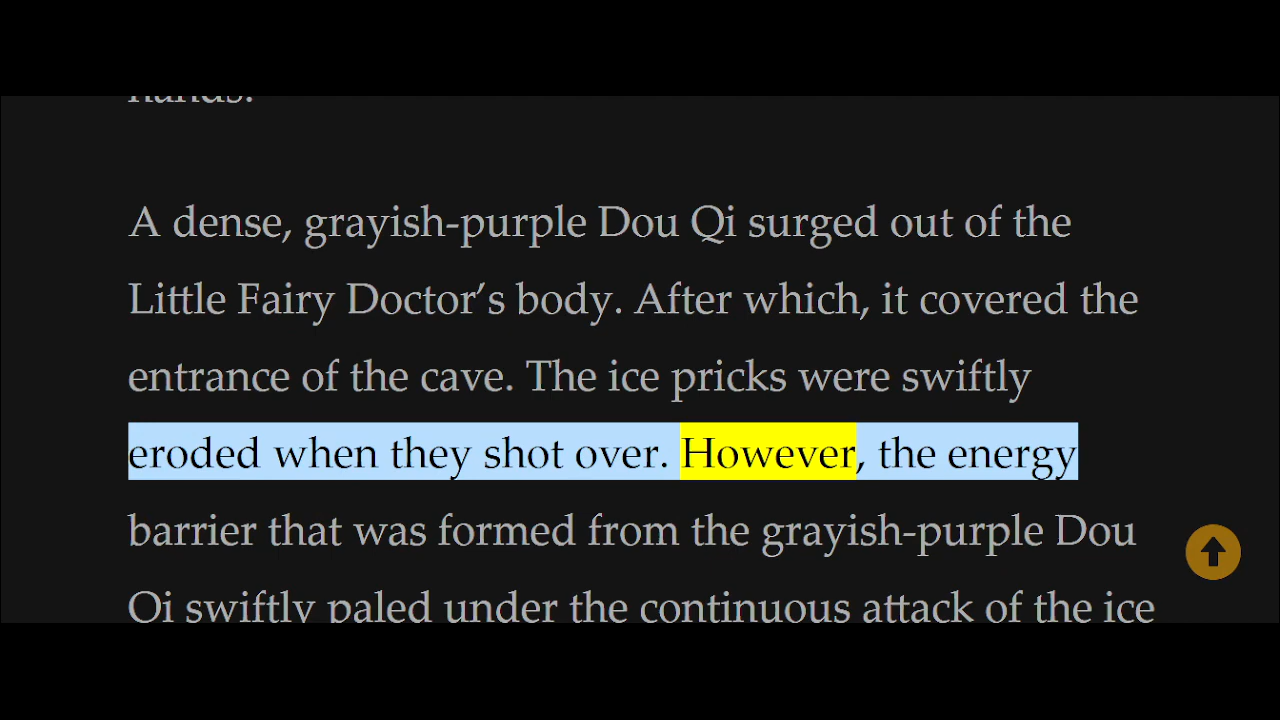 hands.
A dense, grayish-purple Dou Qi surged out of the
Little Fairy Doctor’s body. After which, it covered the
entrance of the cave. The ice pricks were swiftly
eroded when they shot over. However, the energy
barrier that was formed from the grayish-purple Dou
Qi swiftly paled under the continuous attack of the ice